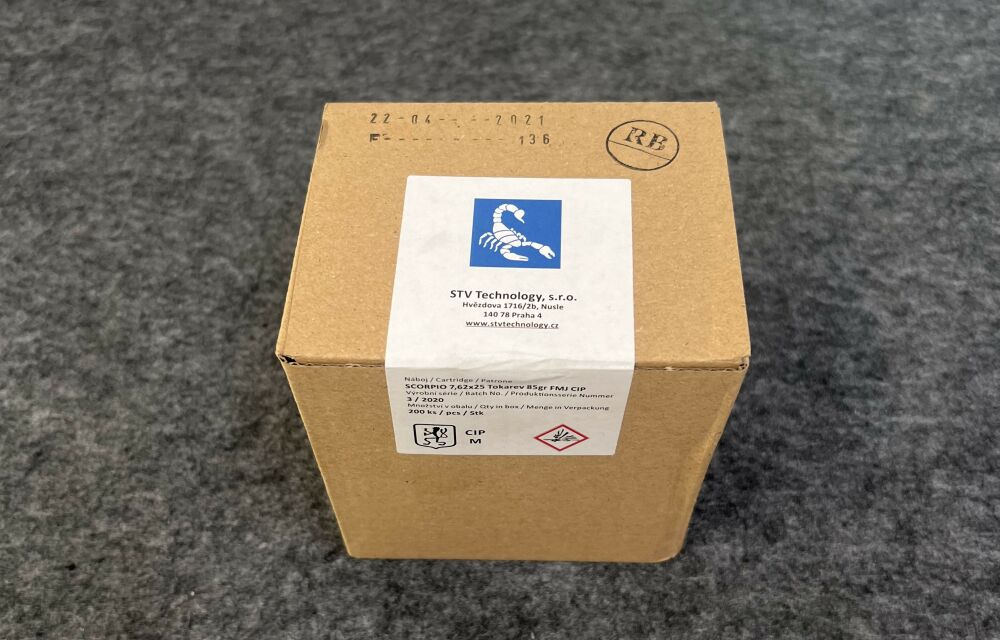 22-04-- --2021
F----------136
RB
STV Technology, s.r.o.
Hvězdova 1716/2b, Nusle
140 78 Praha 4
www.stvtechnology.cz
Náboj / Cartridge / Patrone
SCORPIO 7,62x25 Tokarev 85gr FMJ CIP
Výrobní série / Batch No. / Produktionsserie Nummer
3 / 2020
Množství v obalu / Qty in box / Menge in Verpackung
200 ks / pcs / Stk
CIP
M